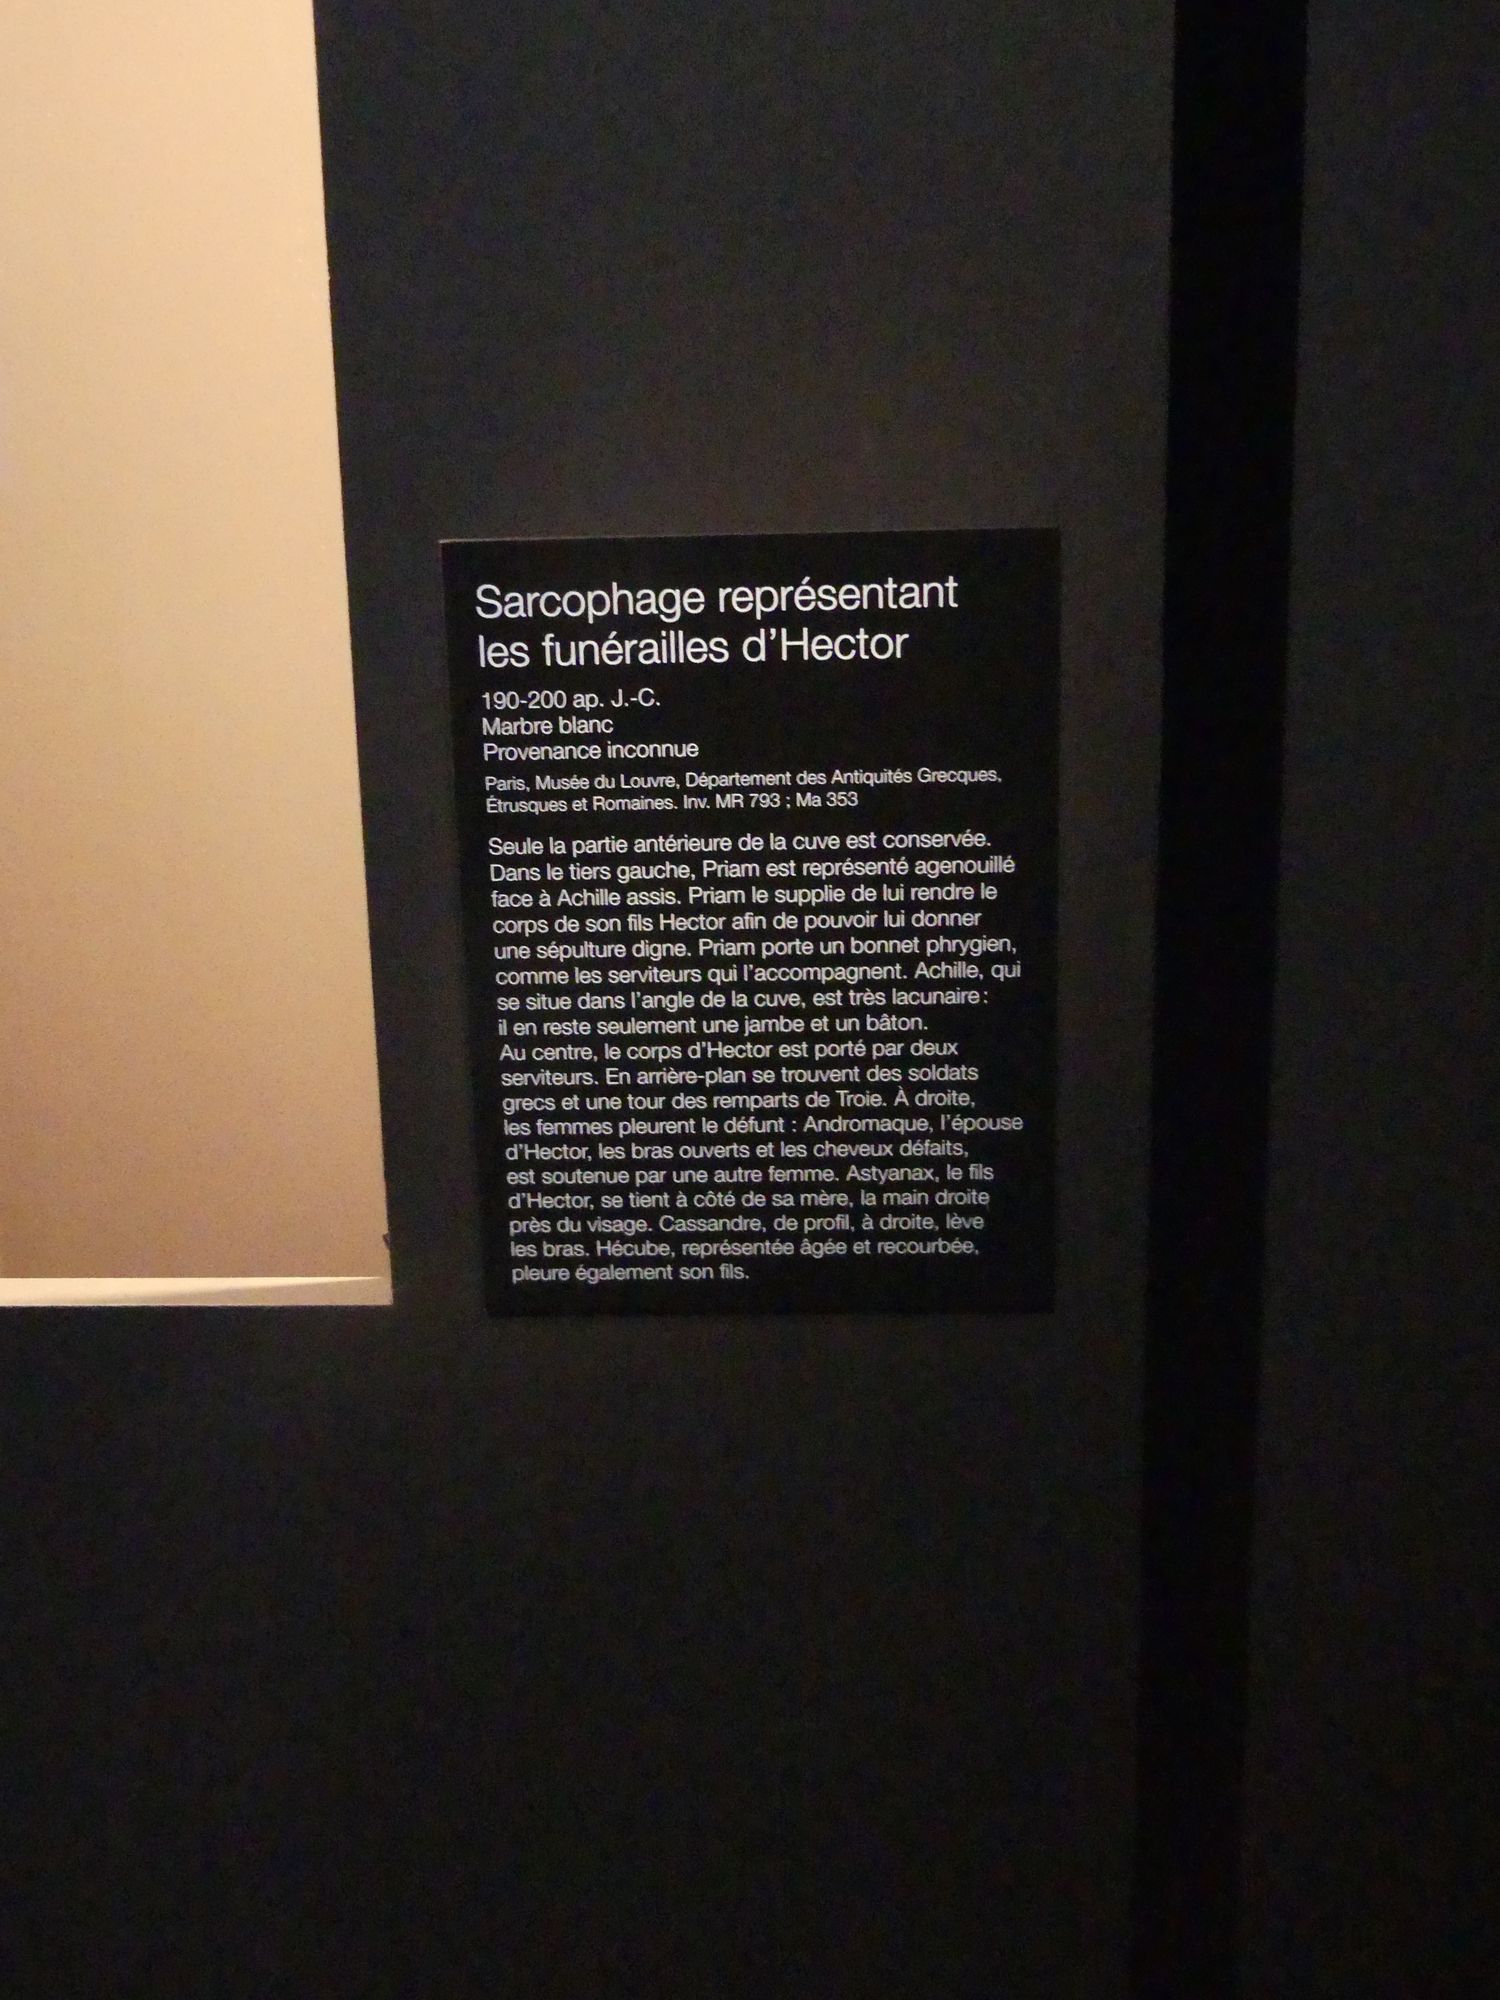 Sarcophage représentant
les funérailles d'Hector
190-200 ap. J.-C.
Marbre blanc
Provenance inconnue
Paris, Musée du Louvre, Département des Antiquités Grecques,
Étrusques et Romaines. Inv. MR 793 ; Ma 353
Seule la partie antérieure de la cuve est conservée.
Dans le tiers gauche, Priam est représenté agenouillé
face à Achille assis. Priam le supplie de lui rendre le
corps de son fils Hector afin de pouvoir lui donner
une sépulture digne. Priam porte un bonnet phrygien,
comme les serviteurs qui l'accompagnent. Achille, qui
se situe dans l'angle de la cuve, est très lacunaire :
il en reste seulement une jambe et un bâton.
Au centre, le corps d'Hector est porté par deux
serviteurs. En arrière-plan se trouvent des soldats
grecs et une tour des remparts de Troie. À droite,
les femmes pleurent le défunt : Andromaque, l'épouse
d'Hector, les bras ouverts et les cheveux défaits,
est soutenue par une autre femme. Astyanax, le fils
d'Hector, se tient à côté de sa mère, la main droite
près du visage. Cassandre, de profil, à droite, lève
les bras. Hécube, représentée âgée et recourbée,
pleure également son fils.